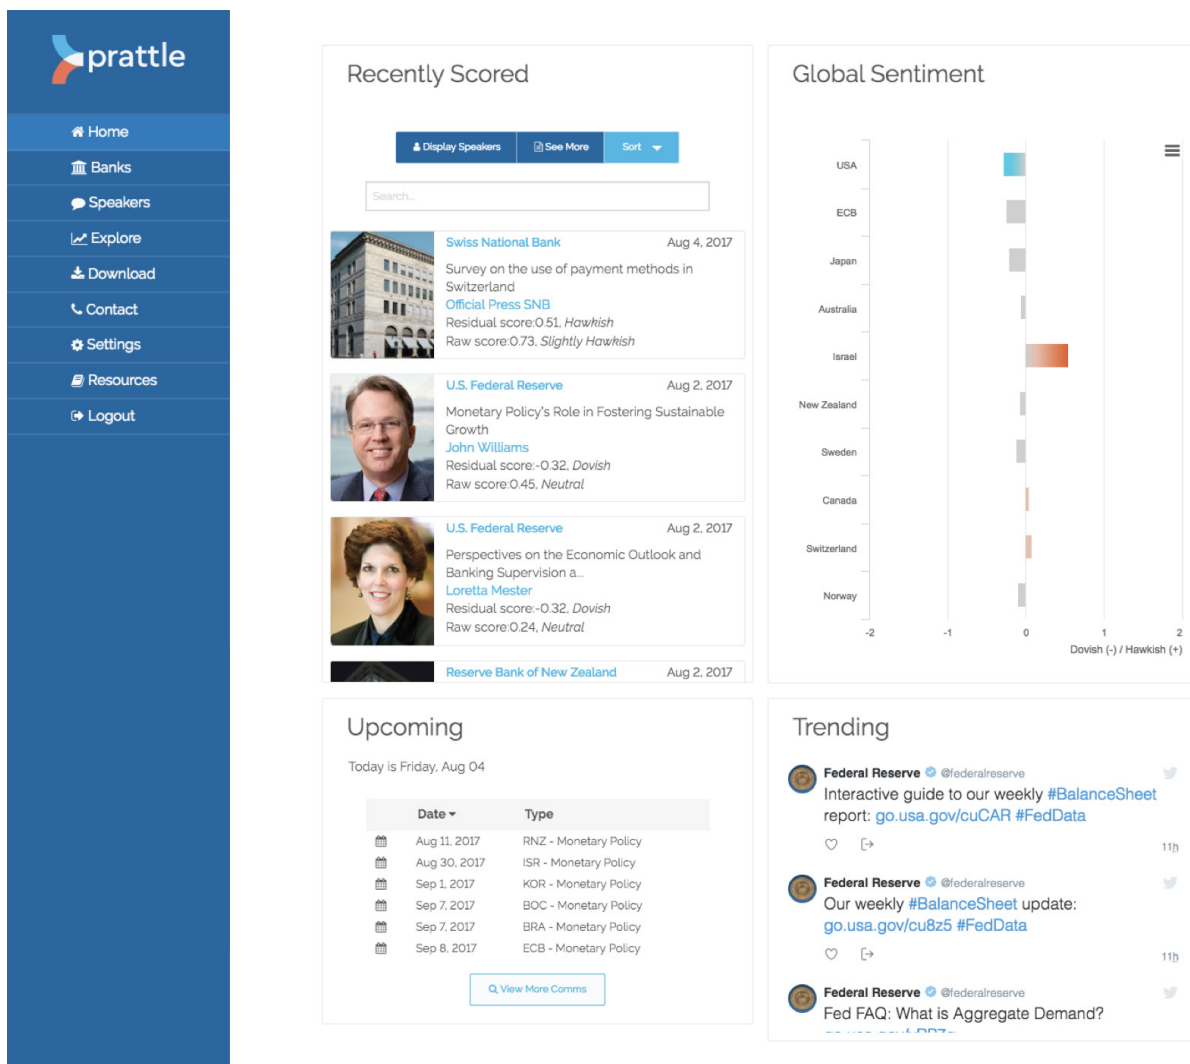 prattle
Home
Banks
Speakers
Explore
Download
Contact
Settings
Resources
Logout
Recently Scored
Display Speakers
See More
Sort
Search..
Swiss National Bank Aug 4, 2017
Survey on the use of payment methods in
Switzerland
Official Press SNB
Residual score:0.51, Hawkish
Raw score:0.73, Slightly Hawkish
U.S. Federal Reserve Aug 2, 2017
Monetary Policy's Role in Fostering Sustainable
Growth
John Williams
Residual score:-0.32, Dovish
Raw score:0.45, Neutral
U.S. Federal Reserve Aug 2, 2017
Perspectives on the Economic Outlook and
Banking Supervision a...
Loretta Mester
Residual score:-0.32, Dovish
Raw score:0.24, Neutral
Reserve Bank of New Zealand Aug 2, 2017
Global Sentiment
USA
ECB
Japan
Australia
Israel
New Zealand
Sweden
Canada
Switzerland
Norway
-2 -1 0 1 2
Dovish (-) / Hawkish (+)
Upcoming
Today is Friday, Aug 04
Date Type
Aug 11, 2017 RNZ - Monetary Policy
Aug 30, 2017 ISR - Monetary Policy
Sep 1, 2017 KOR - Monetary Policy
Sep 7, 2017 BOC - Monetary Policy
Sep 7, 2017 BRA - Monetary Policy
Sep 8, 2017 ECB - Monetary Policy
View More Comms
Trending
Federal Reserve @federalreserve
Interactive guide to our weekly #BalanceSheet
report: go.usa.gov/cuCAR #FedData
11h
Federal Reserve @federalreserve
Our weekly #BalanceSheet update:
go.usa.gov/cu8z5 #FedData
11h
Federal Reserve @federalreserve
Fed FAQ: What is Aggregate Demand?